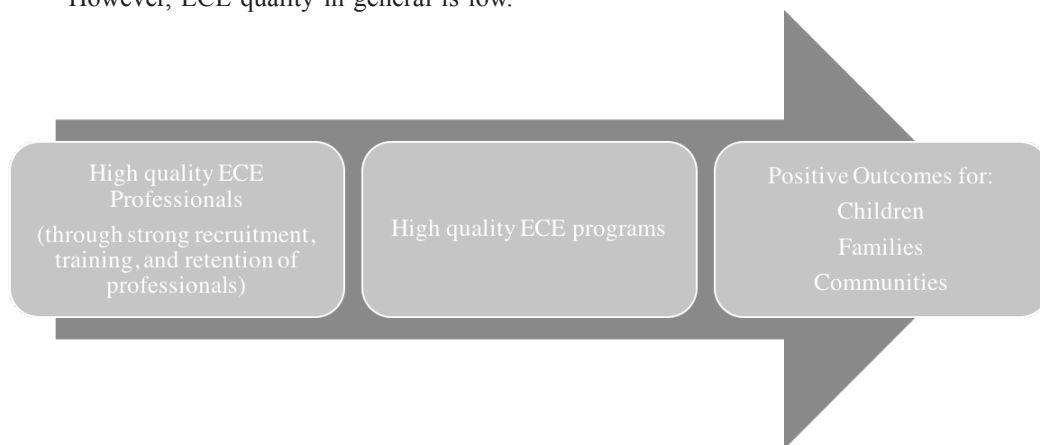 However, ECE quality in general is low.
High quality ECE
Professionals
(through strong recruitment,
training, and retention of
professionals)
High quality ECE programs
Positive Outcomes for:
Children
Families
Communities